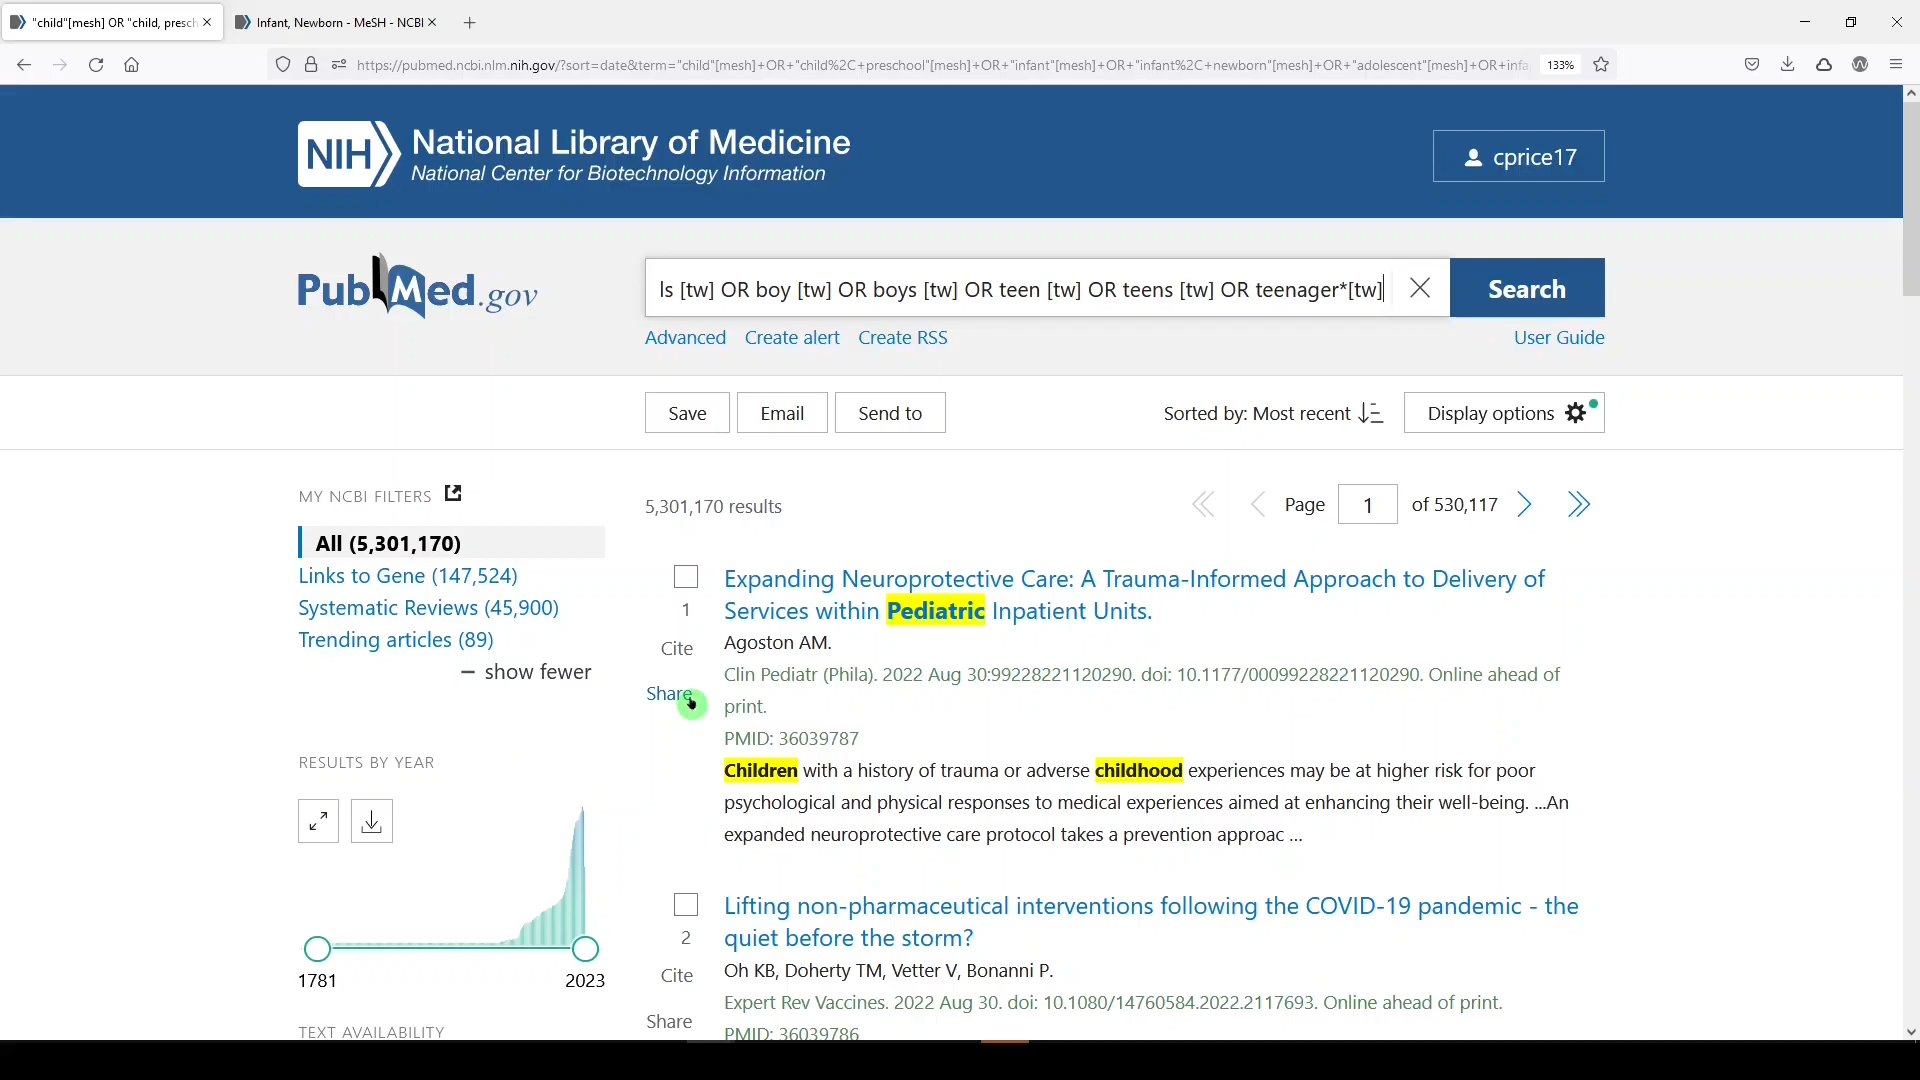 "child"[mesh] OR "child, presch
Infant, Newborn - MeSH - NCBI
https://pubmed.ncbi.nlm.nih.gov/?sort=date&term="child"[mesh]+OR+"child%2C+preschool"[mesh]+OR+"infant"[mesh]+OR+"infant%2C+newborn"[mesh]+OR+"adolescent"[mesh]+OR+infa
133%
NIH National Library of Medicine
National Center for Biotechnology Information
cprice17
PubMed.gov
ls [tw] OR boy [tw] OR boys [tw] OR teen [tw] OR teens [tw] OR teenager*[tw]
Search
Advanced Create alert Create RSS User Guide
Save Email Send to Sorted by: Most recent Display options
MY NCBI FILTERS
5,301,170 results
Page 1 of 530,117
All (5,301,170)
Links to Gene (147,524)
Systematic Reviews (45,900)
Trending articles (89)
— show fewer
RESULTS BY YEAR
1781 2023
TEXT AVAILABILITY
1
Cite
Share
Expanding Neuroprotective Care: A Trauma-Informed Approach to Delivery of
Services within Pediatric Inpatient Units.
Agoston AM.
Clin Pediatr (Phila). 2022 Aug 30:99228221120290. doi: 10.1177/00099228221120290. Online ahead of
print.
PMID: 36039787
Children with a history of trauma or adverse childhood experiences may be at higher risk for poor
psychological and physical responses to medical experiences aimed at enhancing their well-being. ...An
expanded neuroprotective care protocol takes a prevention approac ...
2
Cite
Share
Lifting non-pharmaceutical interventions following the COVID-19 pandemic - the
quiet before the storm?
Oh KB, Doherty TM, Vetter V, Bonanni P.
Expert Rev Vaccines. 2022 Aug 30. doi: 10.1080/14760584.2022.2117693. Online ahead of print.
PMID: 36039786